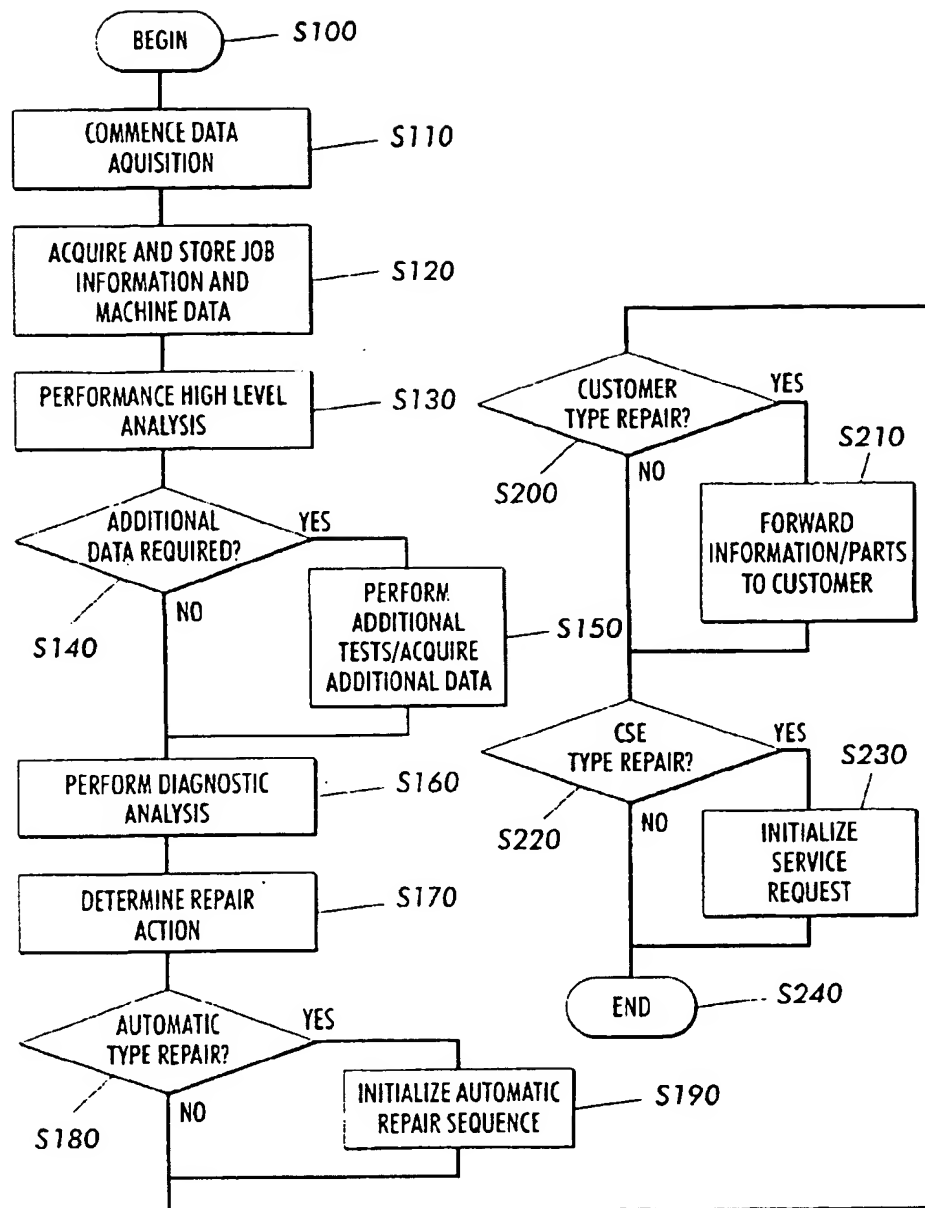 BEGIN
S100
COMMENCE DATA
AQUISITION
S110
ACQUIRE AND STORE JOB
INFORMATION AND
MACHINE DATA
S120
PERFORMANCE HIGH LEVEL
ANALYSIS
S130
ADDITIONAL
DATA REQUIRED?
YES
NO
S140
PERFORM
ADDITIONAL
TESTS/ACQUIRE
ADDITIONAL DATA
S150
PERFORM DIAGNOSTIC
ANALYSIS
S160
DETERMINE REPAIR
ACTION
S170
AUTOMATIC
TYPE REPAIR?
YES
NO
S180
INITIALIZE AUTOMATIC
REPAIR SEQUENCE
S190
CUSTOMER
TYPE REPAIR?
YES
NO
S200
S210
FORWARD
INFORMATION/PARTS
TO CUSTOMER
CSE
TYPE REPAIR?
YES
NO
S220
S230
INITIALIZE
SERVICE
REQUEST
END
S240